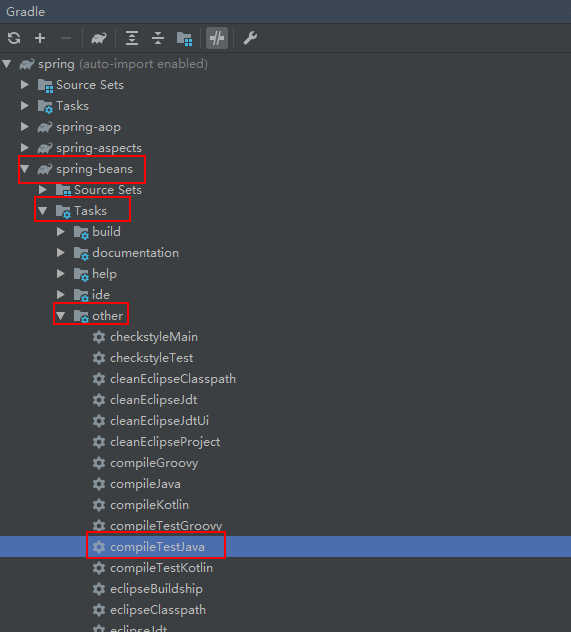 Gradle
spring (auto-import enabled)
Source Sets
Tasks
spring-aop
spring-aspects
spring-beans
Source Sets
Tasks
build
documentation
help
ide
other
checkstyleMain
checkstyleTest
cleanEclipseClasspath
cleanEclipseJdt
cleanEclipseJdtUi
cleanEclipseProject
compileGroovy
compileJava
compileKotlin
compileTestGroovy
compileTestJava
compileTestKotlin
eclipseBuildship
eclipseClasspath
eclipseJdt